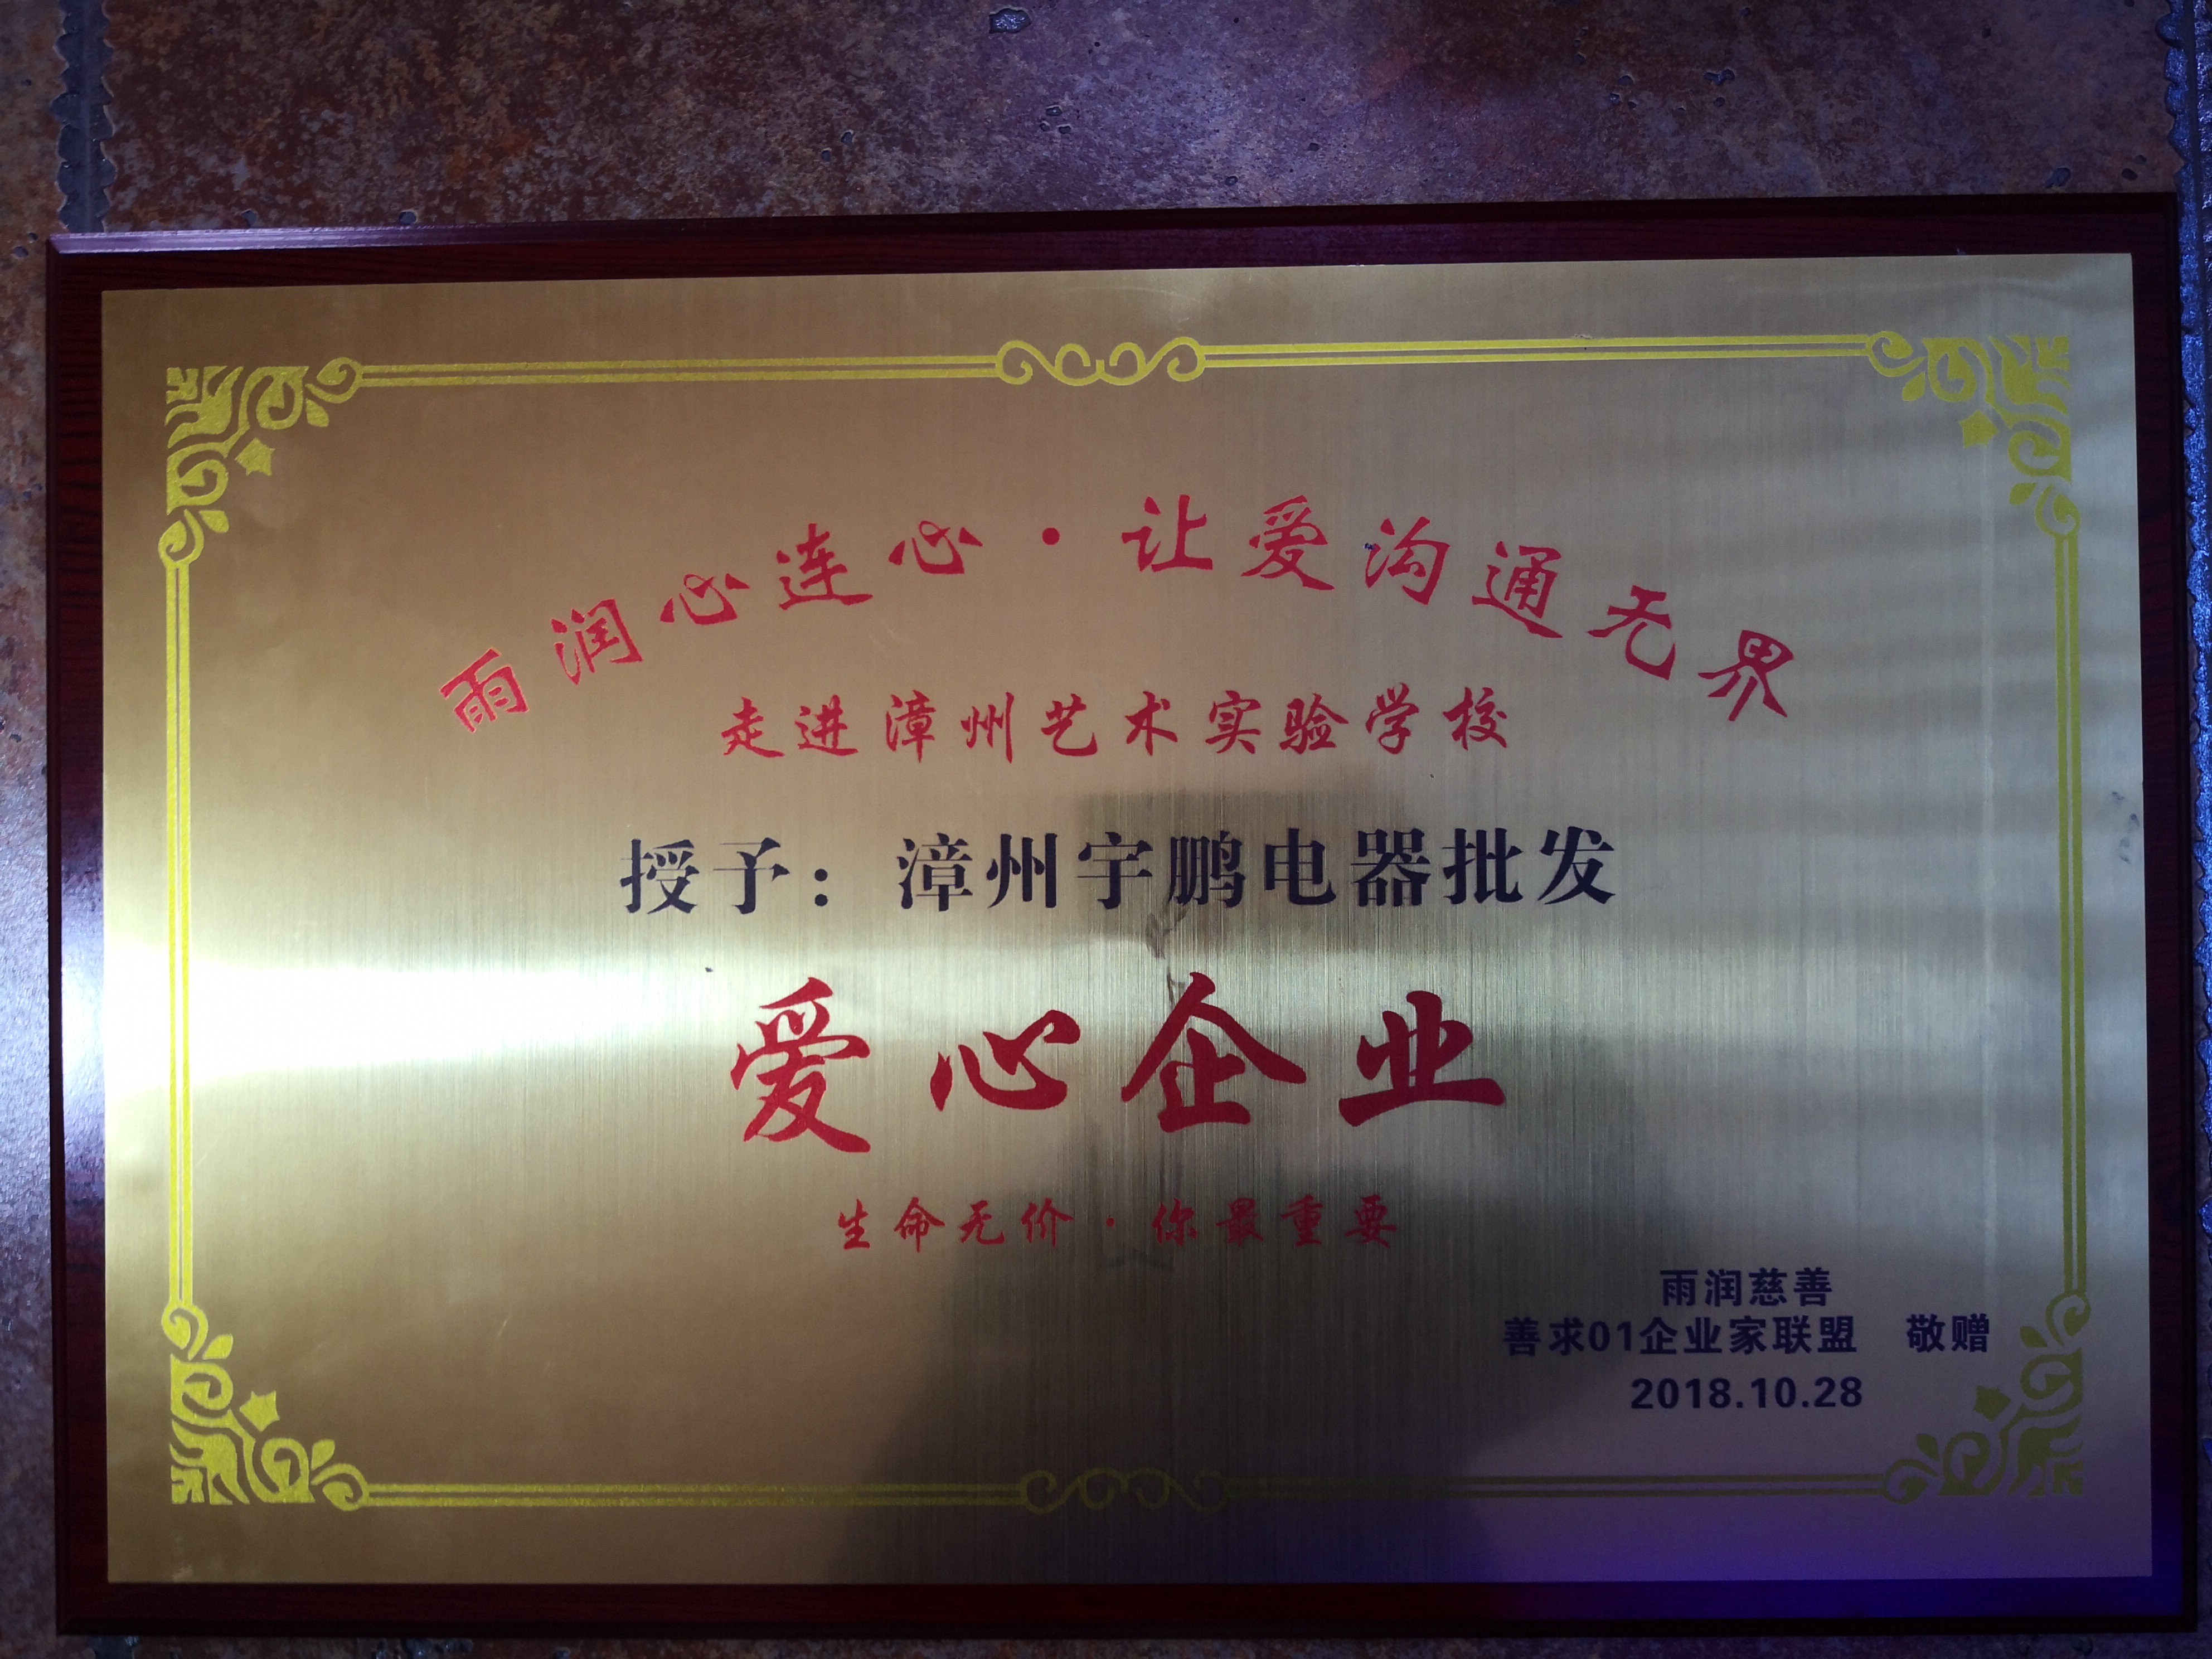 雨润心连心·让爱沟通无界
走进漳州艺术实验学校
授予：漳州宇鹏电器批发
爱心企业
生命无价·你最重要
雨润慈善
善求01企业家联盟 敬赠
2018.10.28